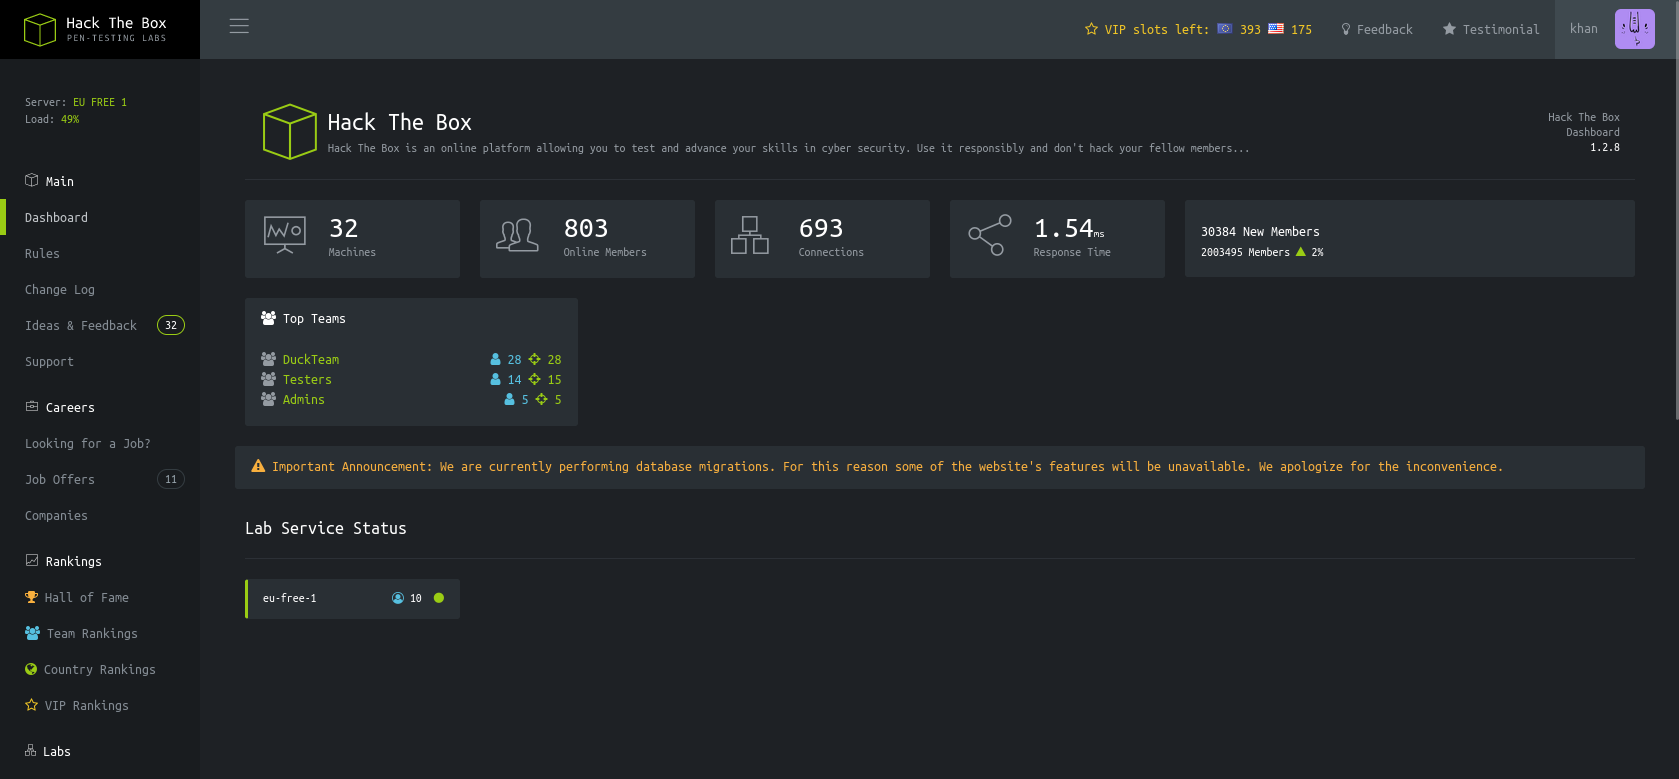 Hack The Box
PEN-TESTING LABS
VIP slots left: 393 175
Feedback
Testimonial
khan
Server: EU FREE 1
Load: 49%
Main
Dashboard
Rules
Change Log
Ideas & Feedback 32
Support
Careers
Looking for a Job?
Job Offers 11
Companies
Rankings
Hall of Fame
Team Rankings
Country Rankings
VIP Rankings
Labs
Hack The Box
Hack The Box is an online platform allowing you to test and advance your skills in cyber security. Use it responsibly and don't hack your fellow members...
Hack The Box
Dashboard
1.2.8
32
Machines
803
Online Members
693
Connections
1.54ms
Response Time
30384 New Members
2003495 Members 2%
Top Teams
DuckTeam 28 28
Testers 14 15
Admins 5 5
Important Announcement: We are currently performing database migrations. For this reason some of the website's features will be unavailable. We apologize for the inconvenience.
Lab Service Status
eu-free-1 10